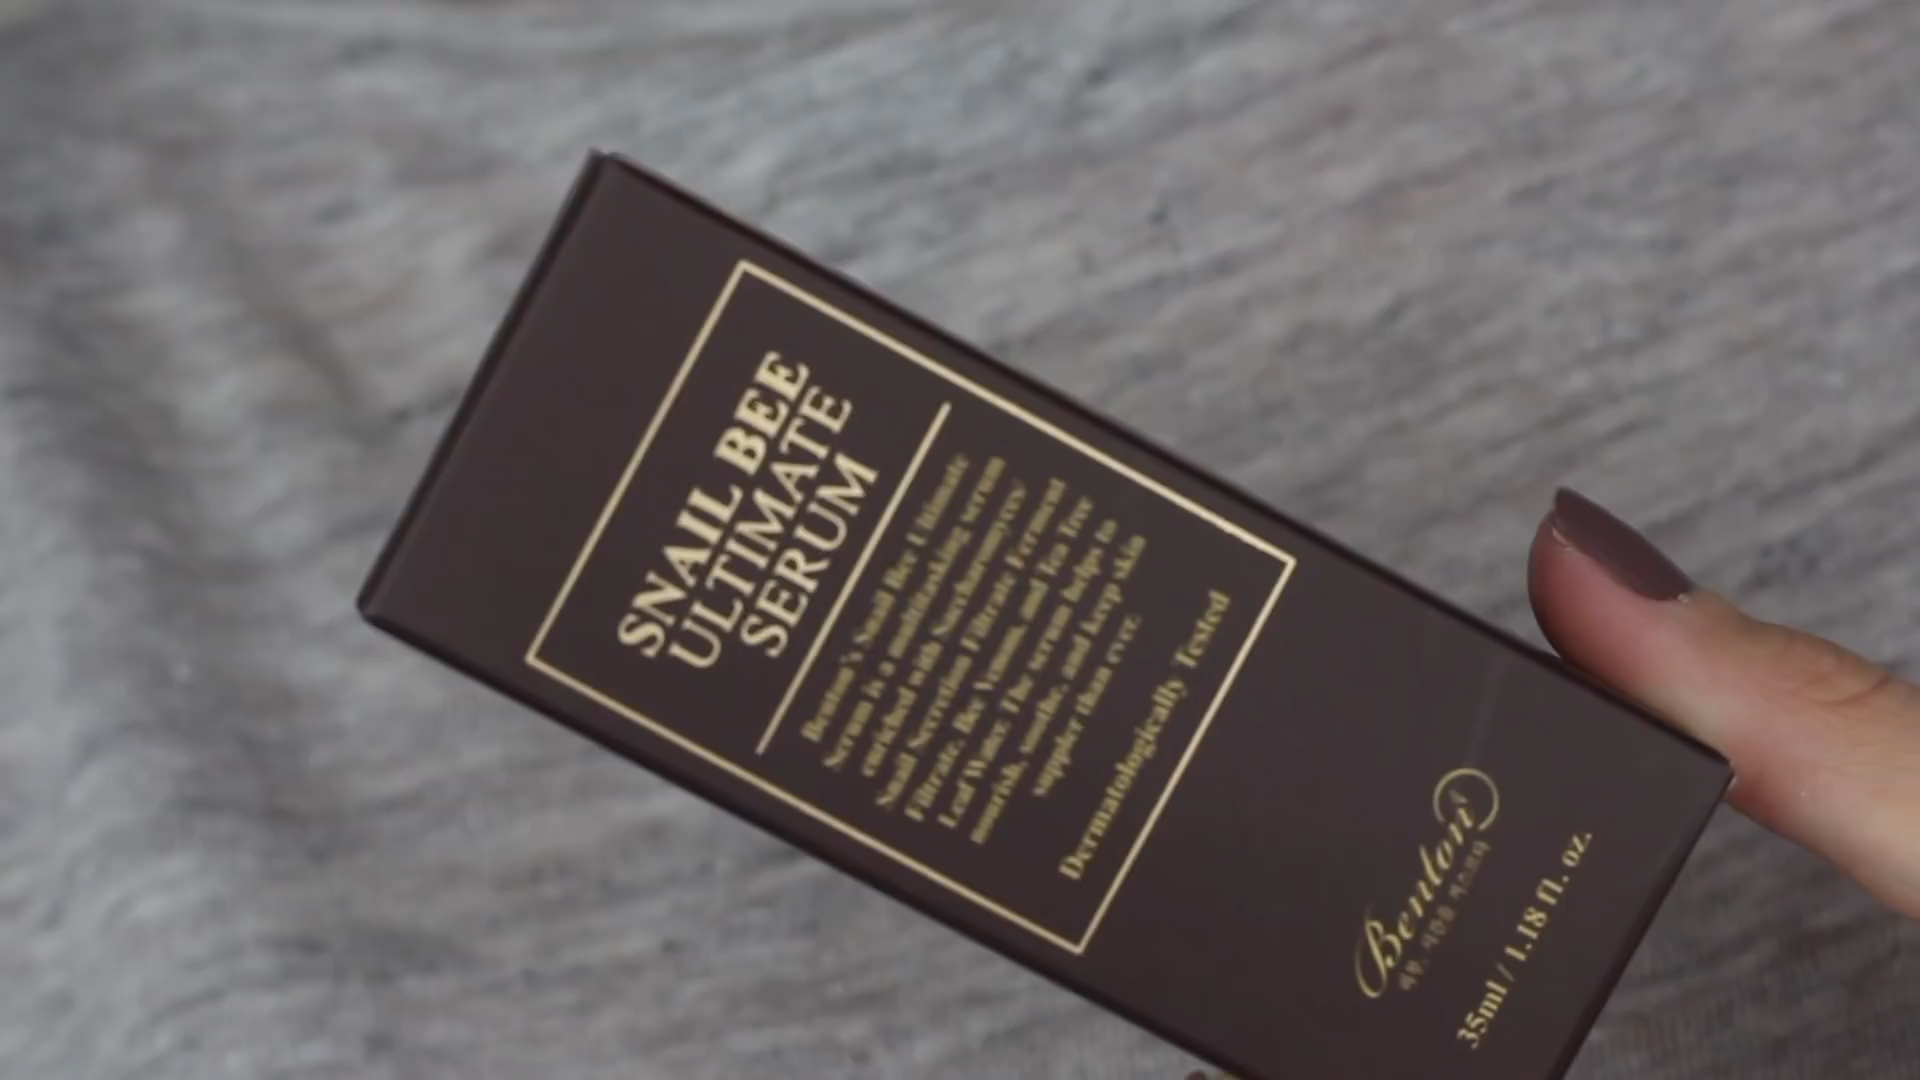 SNAIL BEE
ULTIMATE
SERUM
Benton's Snail Bee Ultimate
Serum is a multitasking serum
enriched with Saccharomyces/
Snail Secretion Filtrate Ferment
Filtrate, Bee Venom, and Tea Tree
Leaf Water. The serum helps to
nourish, soothe, and keep skin
suppler than ever.
Dermatologically Tested
Benton
35ml / 1.18 fl. oz.